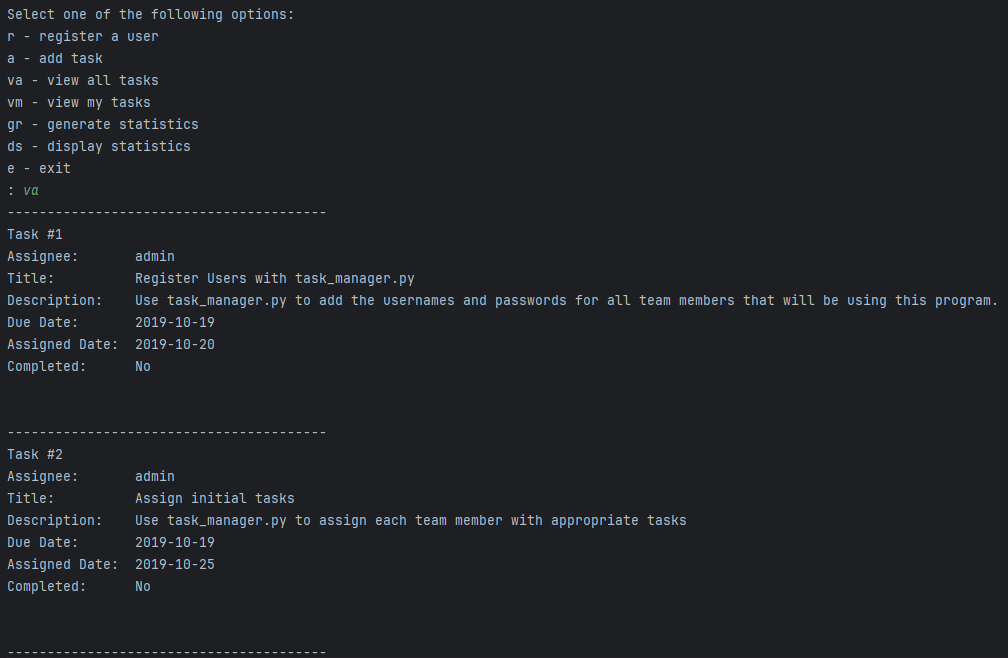 Select one of the following options:
r - register a user
a - add task
va - view all tasks
vm - view my tasks
gr - generate statistics
ds - display statistics
e - exit
: va
----------------------------------------
Task #1
Assignee:       admin
Title:          Register Users with task_manager.py
Description:    Use task_manager.py to add the usernames and passwords for all team members that will be using this program.
Due Date:       2019-10-19
Assigned Date:  2019-10-20
Completed:      No
----------------------------------------
Task #2
Assignee:       admin
Title:          Assign initial tasks
Description:    Use task_manager.py to assign each team member with appropriate tasks
Due Date:       2019-10-19
Assigned Date:  2019-10-25
Completed:      No
----------------------------------------